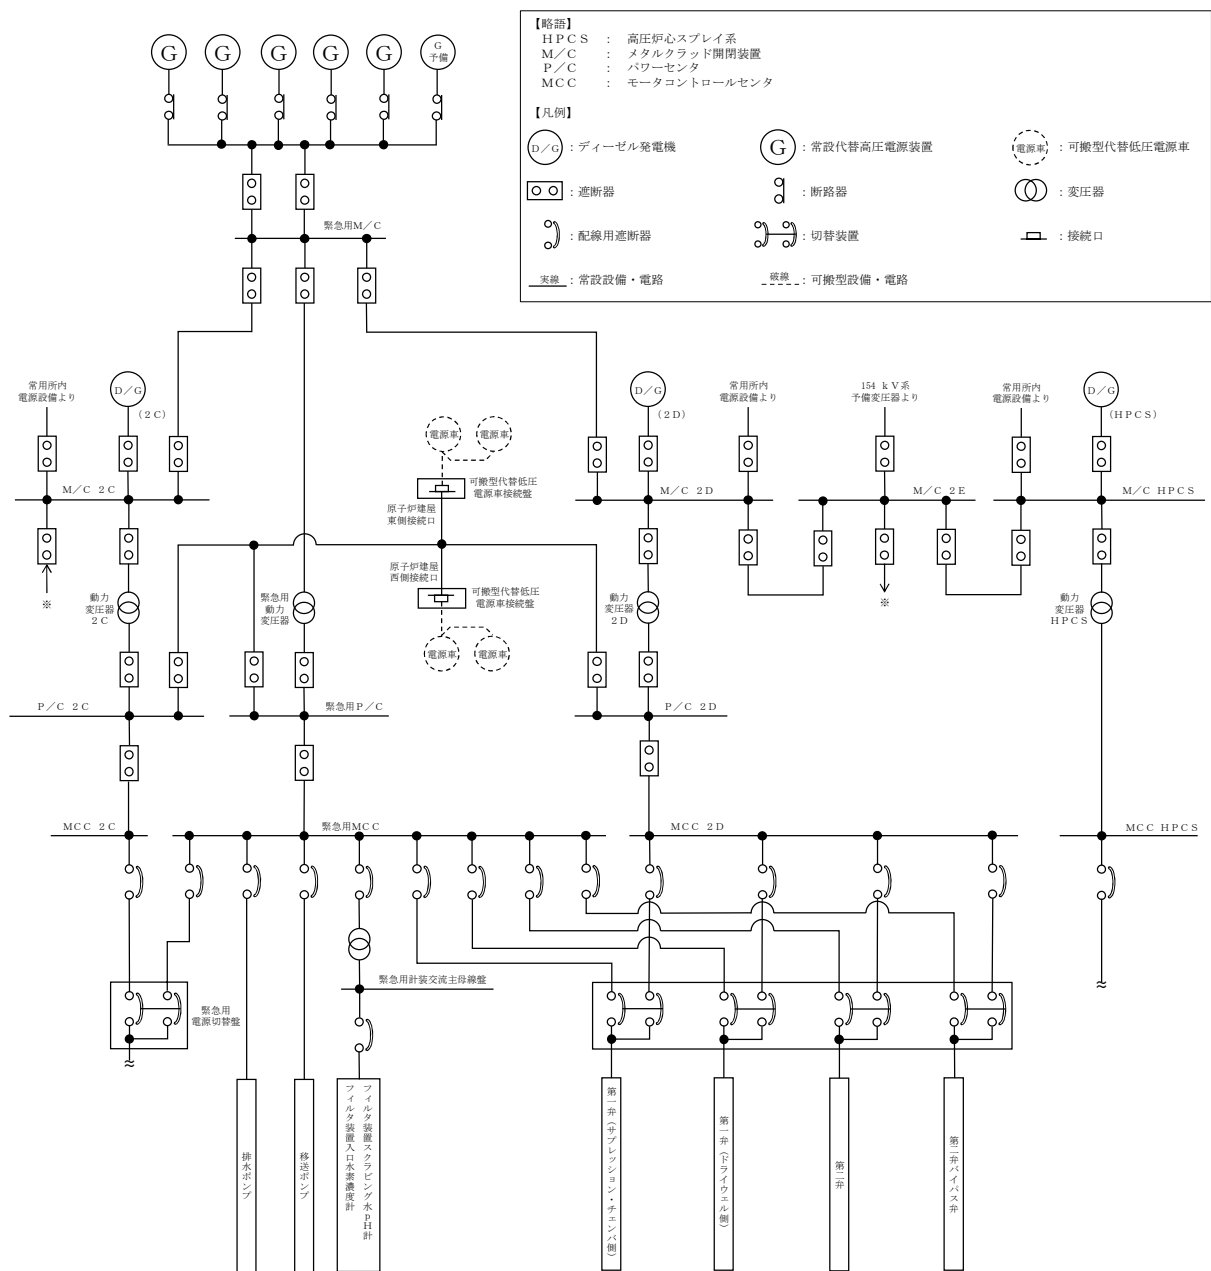 【略語】
HPCS : 高圧炉心スプレイ系
M/C : メタルクラッド開閉装置
P/C : パワーセンタ
MCC : モータコントロールセンタ
【凡例】
D/G :ディーゼル発電機
G :常設代替高圧電源装置
電源車 :可搬型代替低圧電源車
:遮断器
:断路器
:変圧器
:配線用遮断器
:切替装置
:接続口
実線 :常設設備・電路
破線 :可搬型設備・電路
G
G
G
G
G
G
予備
緊急用M/C
常用所内
電源設備より
D/G
(2C)
D/G
(2D)
常用所内
電源設備より
154 kV系
予備変圧器より
常用所内
電源設備より
D/G
(HPCS)
電源車
電源車
可搬型代替低圧
電源車接続盤
M/C 2C
M/C 2D
M/C 2E
M/C HPCS
原子炉建屋
東側接続口
原子炉建屋
西側接続口
可搬型代替低圧
電源車接続盤
電源車
電源車
※
※
動力
変圧器
2C
緊急用
動力
変圧器
動力
変圧器
2D
動力
変圧器
HPCS
P/C 2C
緊急用P/C
P/C 2D
MCC 2C
緊急用MCC
MCC 2D
MCC HPCS
緊急用
電源切替盤
緊急用計装交流主母線盤
≈
≈
排水ポンプ
移送ポンプ
フィルタ装置スクラビング水pH計
フィルタ装置入口水素濃度計
第一弁(サプレッション・チェンバ側)
第一弁(ドライウェル側)
第二弁
第二弁バイパス弁